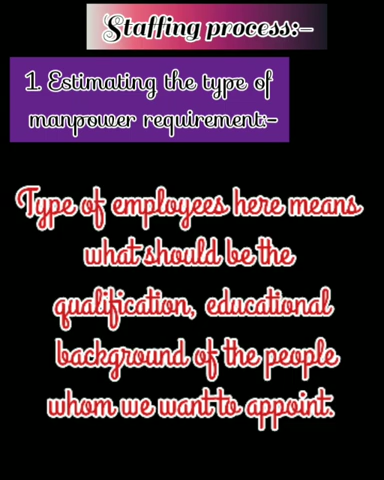 Staffing process:-
1. Estimating the type of
manpower requirement:-
Type of employees here means
what should be the
qualification, educational
background of the people
whom we want to appoint.